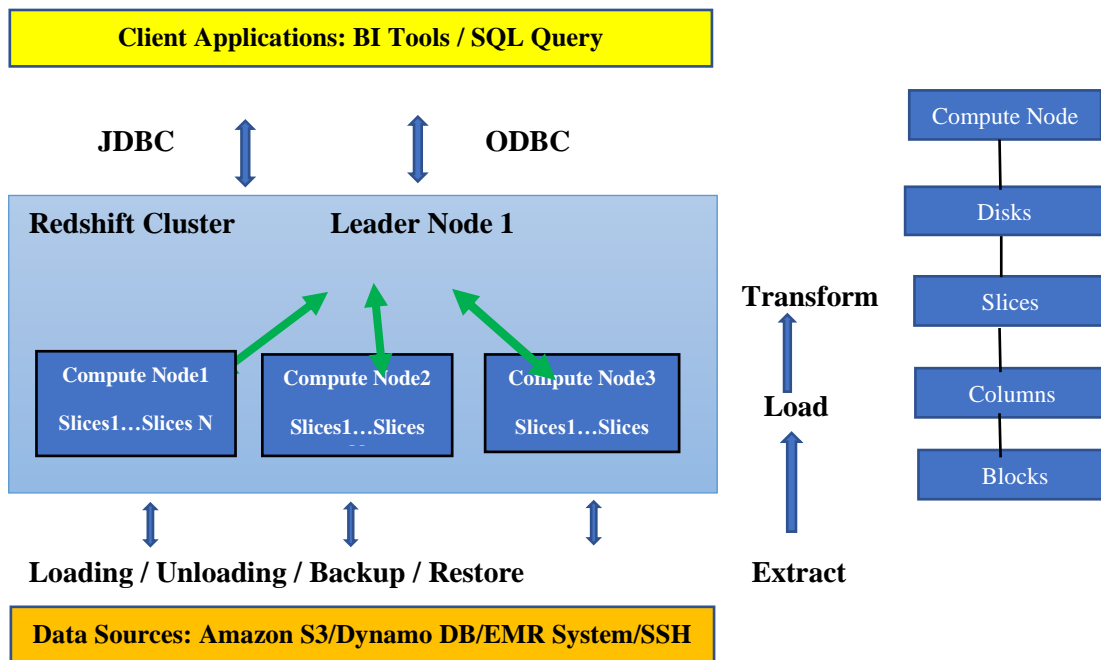 Client Applications: BI Tools / SQL Query
JDBC
ODBC
Redshift Cluster
Leader Node 1
Compute Node1
Slices1…Slices N
Compute Node2
Slices1…Slices
Compute Node3
Slices1…Slices
Loading / Unloading / Backup / Restore
Data Sources: Amazon S3/Dynamo DB/EMR System/SSH
Transform
Load
Extract
Compute Node
Disks
Slices
Columns
Blocks